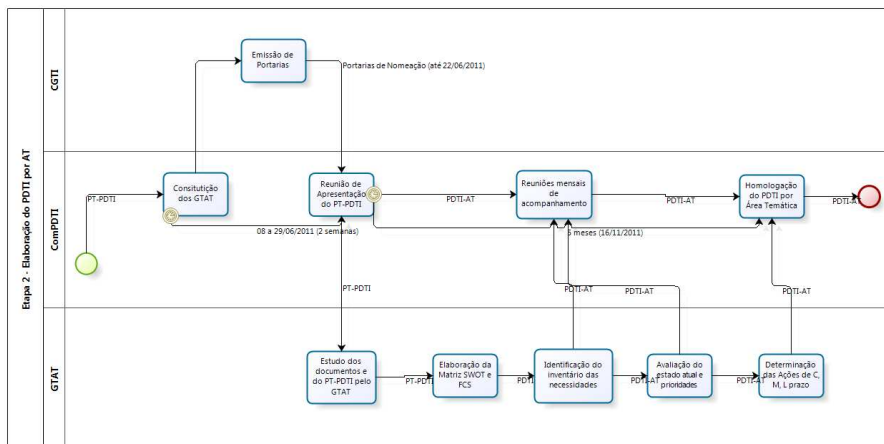 Etapa 2 - Elaboração do PDTI por AT
CGTI
Emissão de
Portarias
Portarias de Nomeação (até 22/06/2011)
ComPDTI
PT-PDTI
Consitutição
dos GTAT
08 a 29/06/2011 (2 semanas)
Reunião de
Apresentação
do PT-PDTI
PDTI-AT
Reuniões mensais
de
acompanhamento
PDTI-AT
5 meses (16/11/2011)
Homologação
do PDTI por
Área Temática
PDTI-AT
PT-PDTI
PDTI-AT
PDTI-AT
PDTI-AT
GTAT
Estudo dos
documentos e
do PT-PDTI pelo
GTAT
PT-PDTI
Elaboração da
Matriz SWOT e
FCS
PDTI
Identificação do
inventário das
necessidades
PDTI-AT
Avaliação do
estado atual e
prioridades
PDTI-AT
Determinação
das Ações de C,
M, L prazo